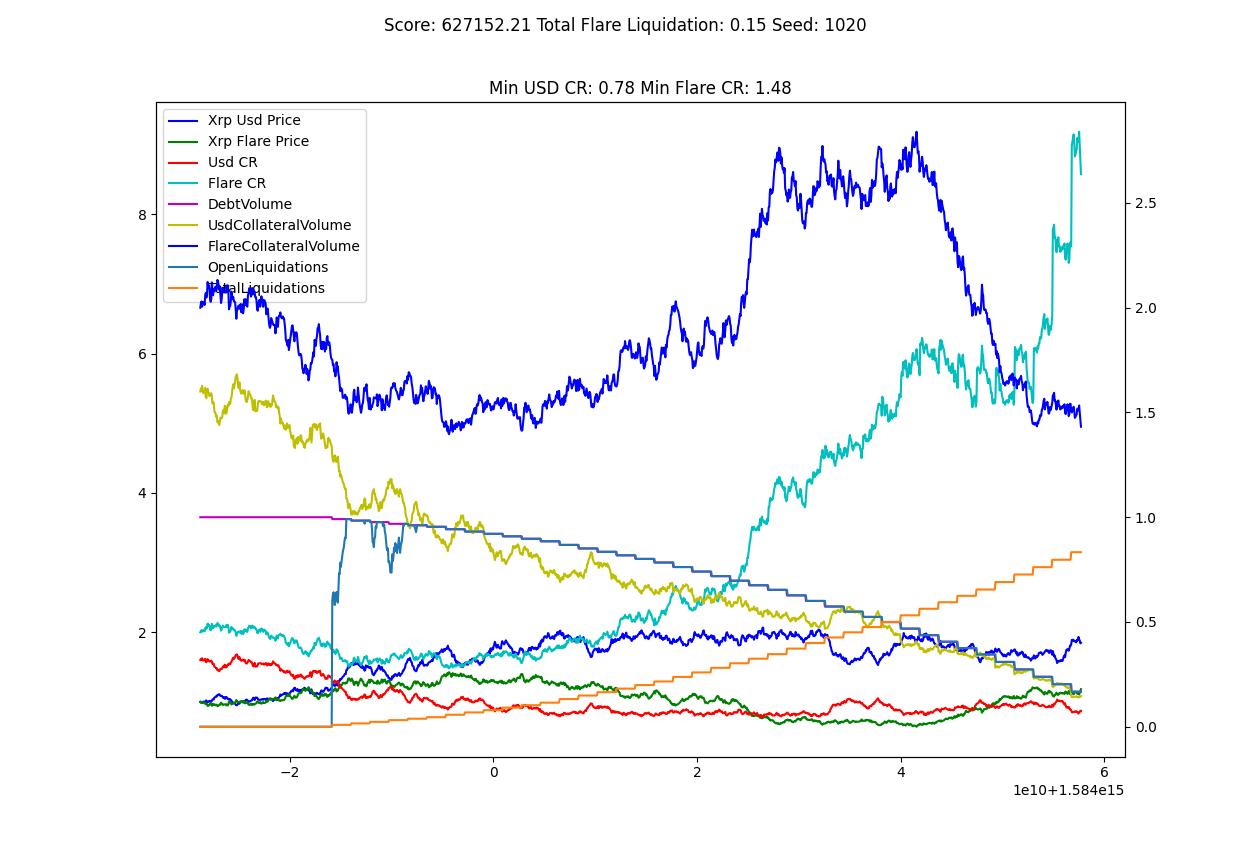 Score: 627152.21 Total Flare Liquidation: 0.15 Seed: 1020
Min USD CR: 0.78 Min Flare CR: 1.48
Xrp Usd Price
Xrp Flare Price
Usd CR
Flare CR
DebtVolume
UsdCollateralVolume
FlareCollateralVolume
OpenLiquidations
TotalLiquidations
8
6
4
2
2.5
2.0
1.5
1.0
0.5
0.0
−2
0
2
4
6
1e10+1.584e15